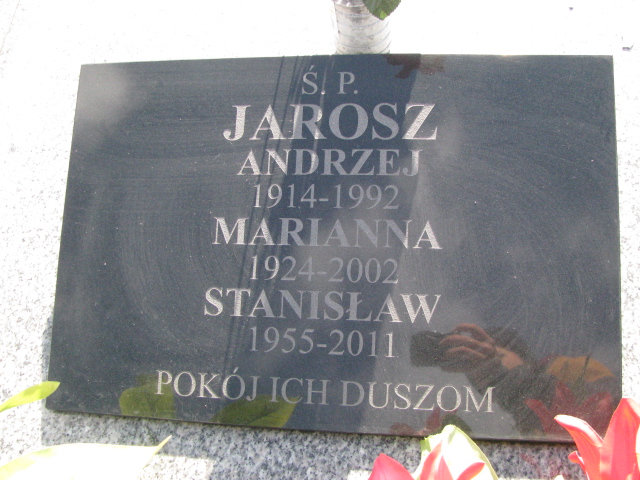 Ś. P.
JAROSZ
ANDRZEJ
1914-1992
MARIANNA
1924-2002
STANISŁAW
1955-2011
POKÓJ ICH DUSZOM